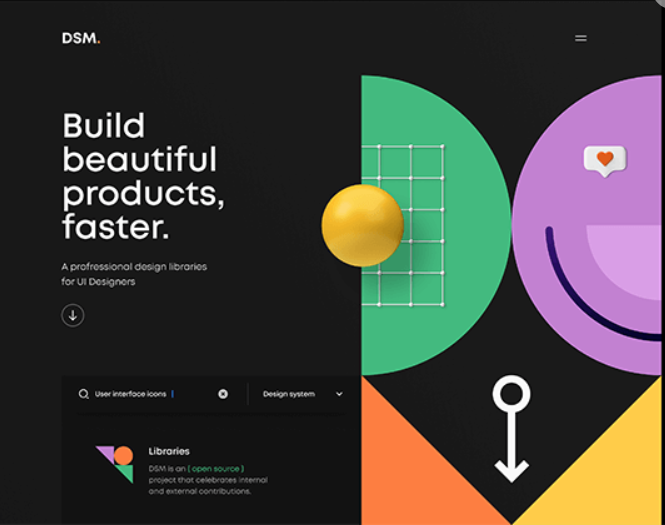 DSM.
Build
beautiful
products,
faster.
A profressional design libraries
for UI Designers
User interface icons
Design system
Libraries
DSM is an { open source }
project that celebrates internal
and external contributions.